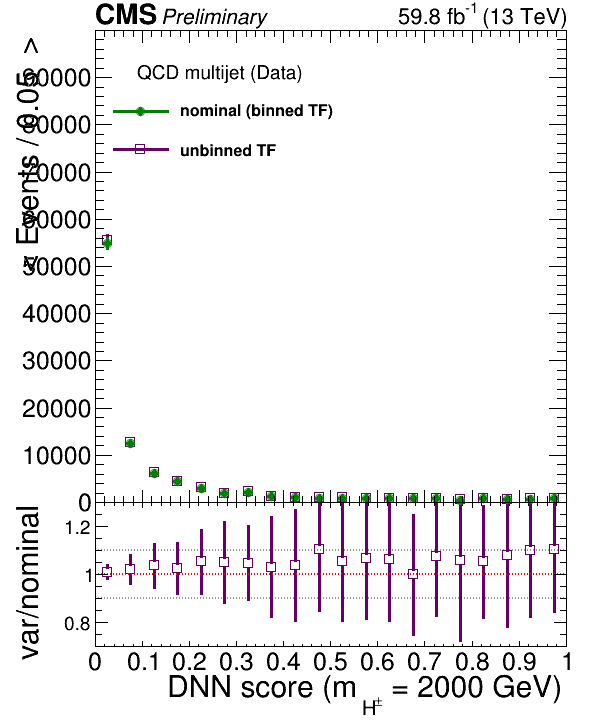 CMS Preliminary 59.8 fb-1 (13 TeV)
QCD multijet (Data)
nominal (binned TF)
unbinned TF
< Events / 0.05 >
90000
80000
70000
60000
50000
40000
30000
20000
10000
0
var/nominal
1.2
1
0.8
0 0.1 0.2 0.3 0.4 0.5 0.6 0.7 0.8 0.9 1
DNN score (m H± = 2000 GeV)